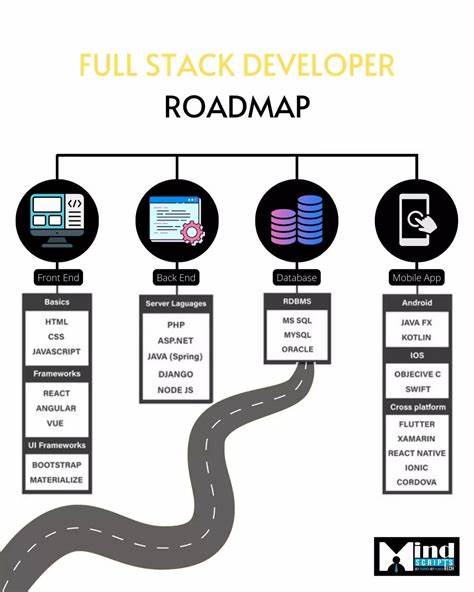 FULL STACK DEVELOPER
ROADMAP
</>
Front End
Basics
HTML
CSS
JAVASCRIPT
Frameworks
REACT
ANGULAR
VUE
UI Frameworks
BOOTSTRAP
MATERIALIZE
Back End
Server Laguages
PHP
ASP.NET
JAVA (Spring)
DJANGO
NODE JS
Database
RDBMS
MS SQL
MYSQL
ORACLE
Mobile App
Android
JAVA FX
KOTLIN
IOS
OBJECIVE C
SWIFT
Cross platform
FLUTTER
XAMARIN
REACT NATIVE
IONIC
CORDOVA
Mind
SCRIPTS
TECH